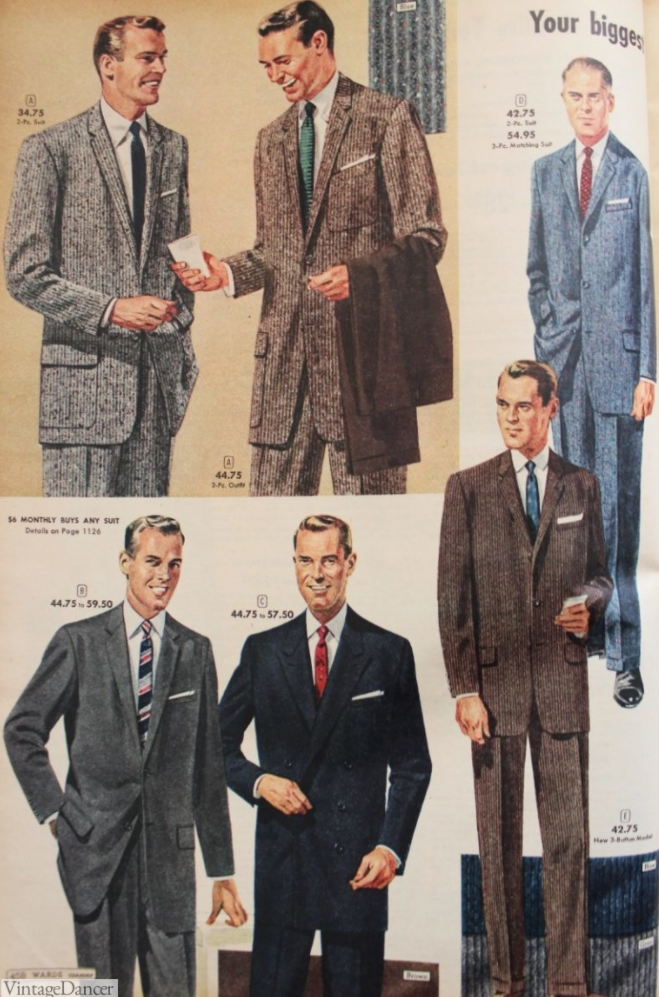 Blue
Your bigges
A
34.75
2-Pc. Suit
D
42.75
2-Pc. Suit
54.95
3-Pc. Matching Suit
A
44.75
3-Pc. Outfit
$6 MONTHLY BUYS ANY SUIT
Details on Page 1126
B
44.75 to 59.50
C
44.75 to 57.50
E
42.75
New 3-Button Model
Blue
Brown
WARDS
VintageDancer